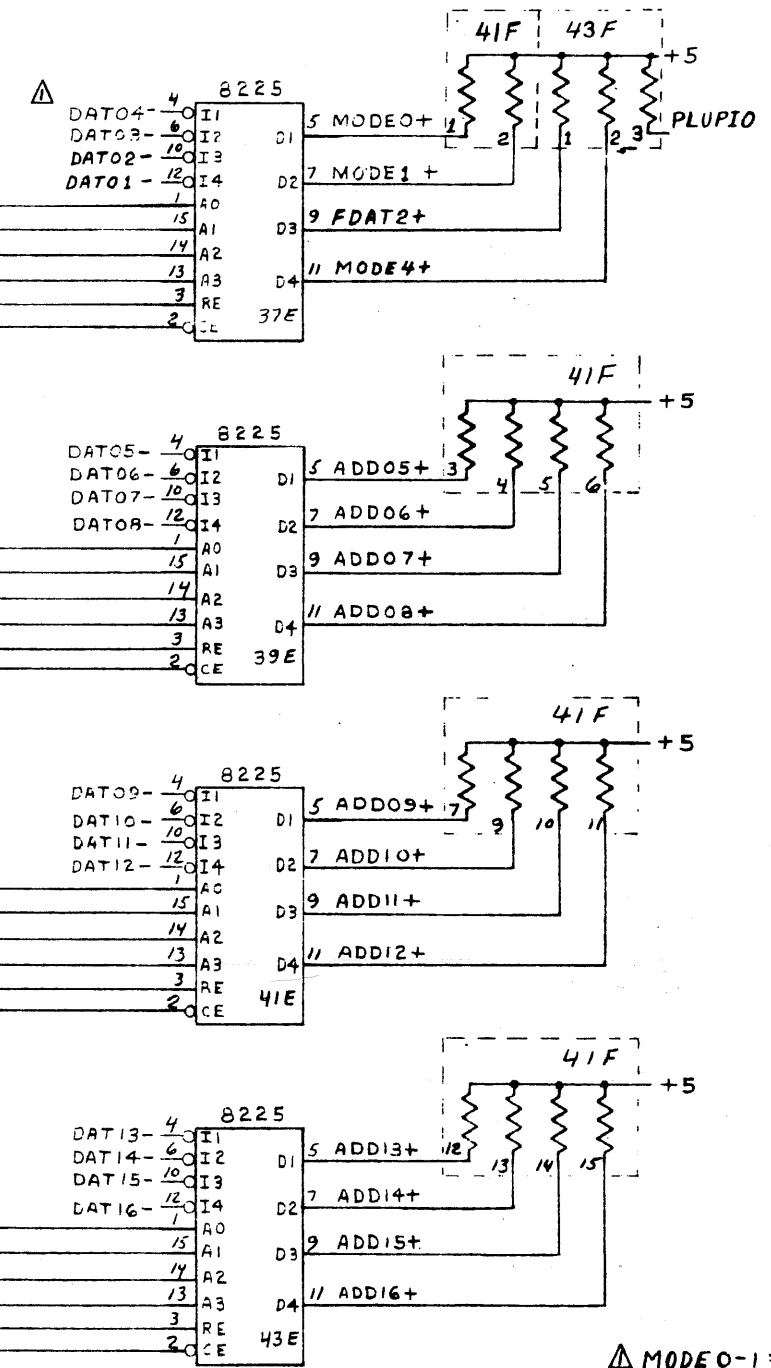 41F 43F
+5
PLUPIO
1 2 1 2 3
⚠ 1
8225
DAT04- 4 I1
DAT03- 6 I2
DAT02- 10 I3
DAT01- 12 I4
1 A0
15 A1
14 A2
13 A3
3 RE
2 CE
D1 5 MODE0+
D2 7 MODE1 +
D3 9 FDAT2+
D4 11 MODE4+
37E
41F
+5
3 4 5 6
8225
DAT05- 4 I1
DAT06- 6 I2
DAT07- 10 I3
DAT08- 12 I4
1 A0
15 A1
14 A2
13 A3
3 RE
2 CE
D1 5 ADD05+
D2 7 ADD06+
D3 9 ADD07+
D4 11 ADD08+
39E
41F
+5
7 9 10 11
8225
DAT09- 4 I1
DAT10- 6 I2
DAT11- 10 I3
DAT12- 12 I4
1 A0
15 A1
14 A2
13 A3
3 RE
2 CE
D1 5 ADD09+
D2 7 ADD10+
D3 9 ADD11+
D4 11 ADD12+
41E
41F
+5
12 13 14 15
8225
DAT13- 4 I1
DAT14- 6 I2
DAT15- 10 I3
DAT16- 12 I4
1 A0
15 A1
14 A2
13 A3
3 RE
2 CE
D1 5 ADD13+
D2 7 ADD14+
D3 9 ADD15+
D4 11 ADD16+
43E
⚠ 1 MODE 0-1